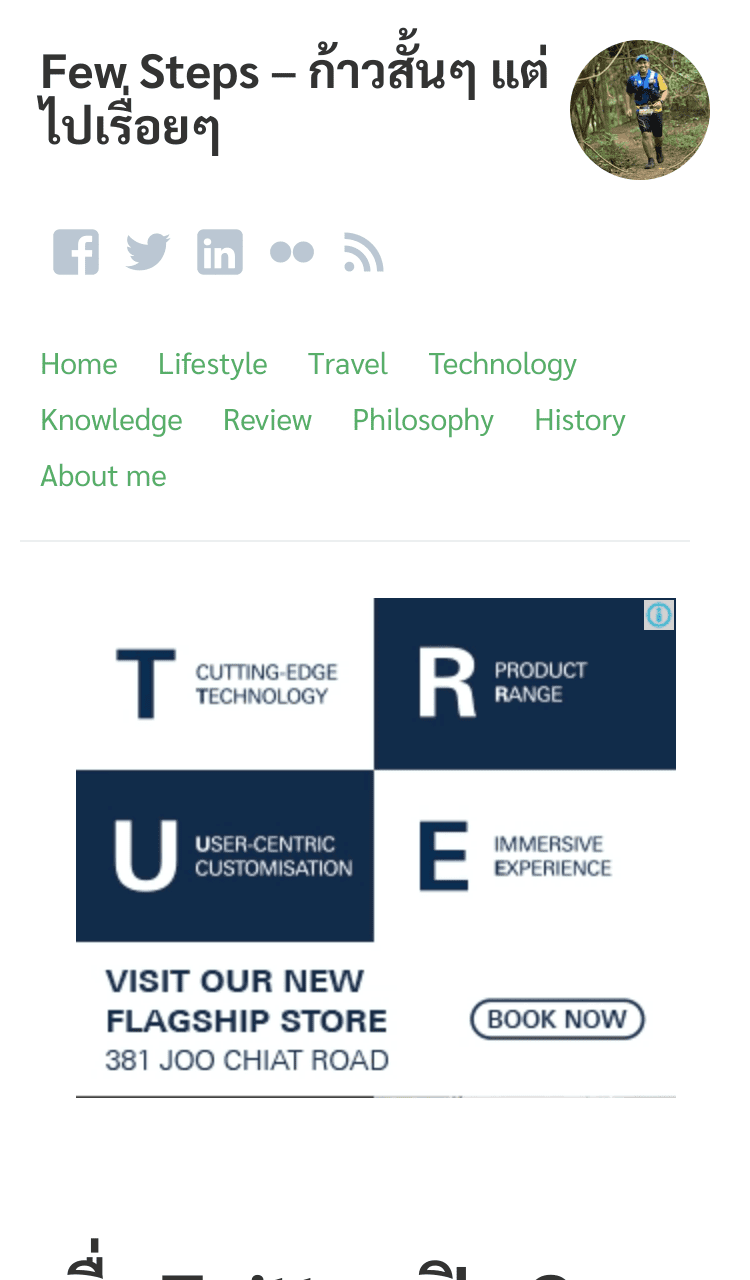 Few Steps – ก้าวสั้นๆ แต่
ไปเรื่อยๆ
Home Lifestyle Travel Technology
Knowledge Review Philosophy History
About me
T CUTTING-EDGE
TECHNOLOGY
R PRODUCT
RANGE
U USER-CENTRIC
CUSTOMISATION
E IMMERSIVE
EXPERIENCE
VISIT OUR NEW
FLAGSHIP STORE
381 JOO CHIAT ROAD
BOOK NOW